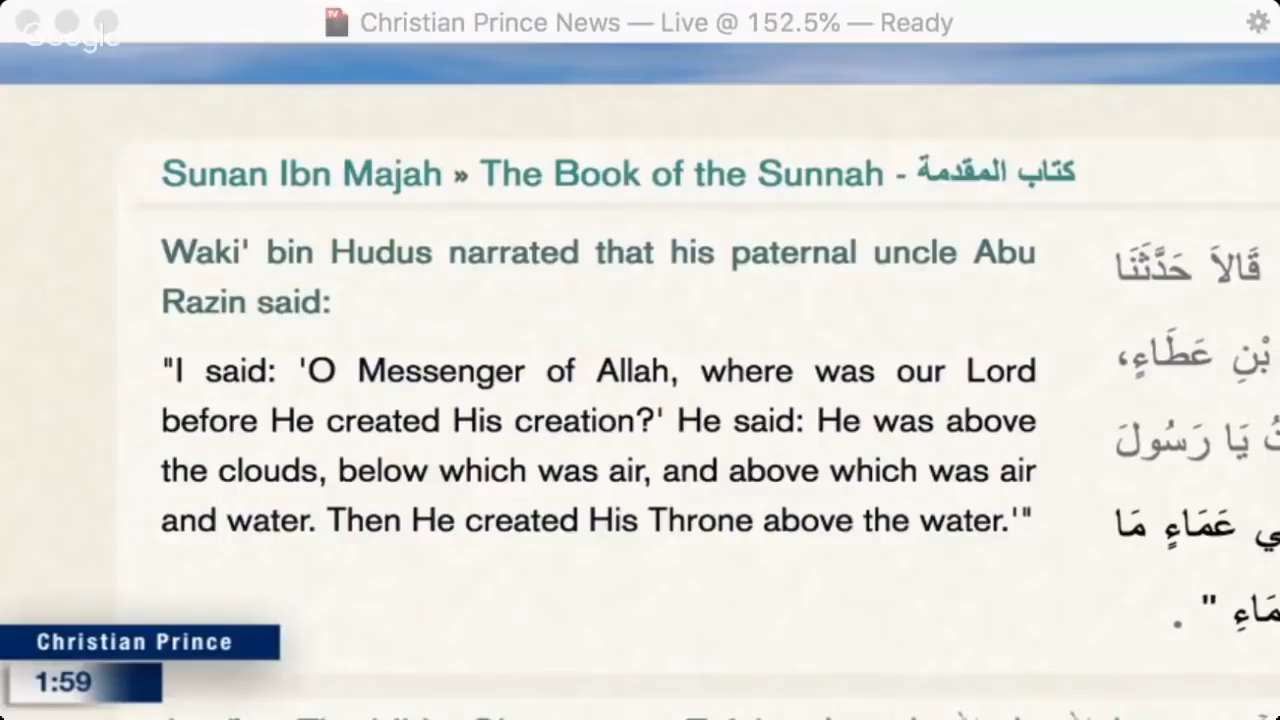 Christian Prince News — Live @ 152.5% — Ready
Google
Sunan Ibn Majah » The Book of the Sunnah - كتاب المقدمة
Waki' bin Hudus narrated that his paternal uncle Abu
Razin said:
"I said: 'O Messenger of Allah, where was our Lord
before He created His creation?' He said: He was above
the clouds, below which was air, and above which was air
and water. Then He created His Throne above the water.'"
قَالاَ حَدَّثَنَا
بْنِ عَطَاءٍ،
يَا رَسُولَ
عَمَاءٍ مَا
" .
Christian Prince
1:59